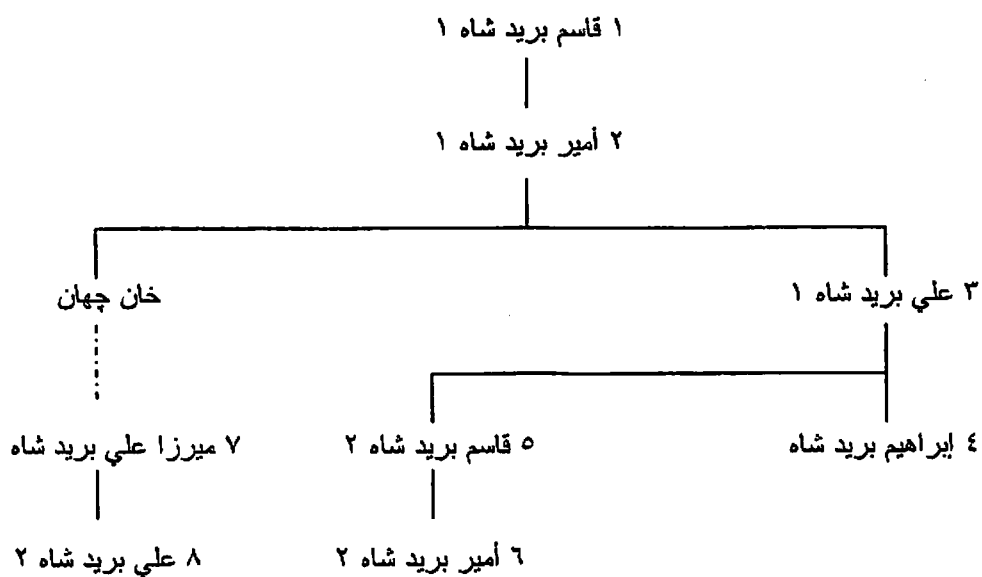 ١ قاسم بريد شاه ١
٢ أمير بريد شاه ١
٣ علي بريد شاه ١
خان چهان
٤ إبراهيم بريد شاه
٥ قاسم بريد شاه ٢
٧ ميرزا علي بريد شاه
٦ أمير بريد شاه ٢
٨ علي بريد شاه ٢